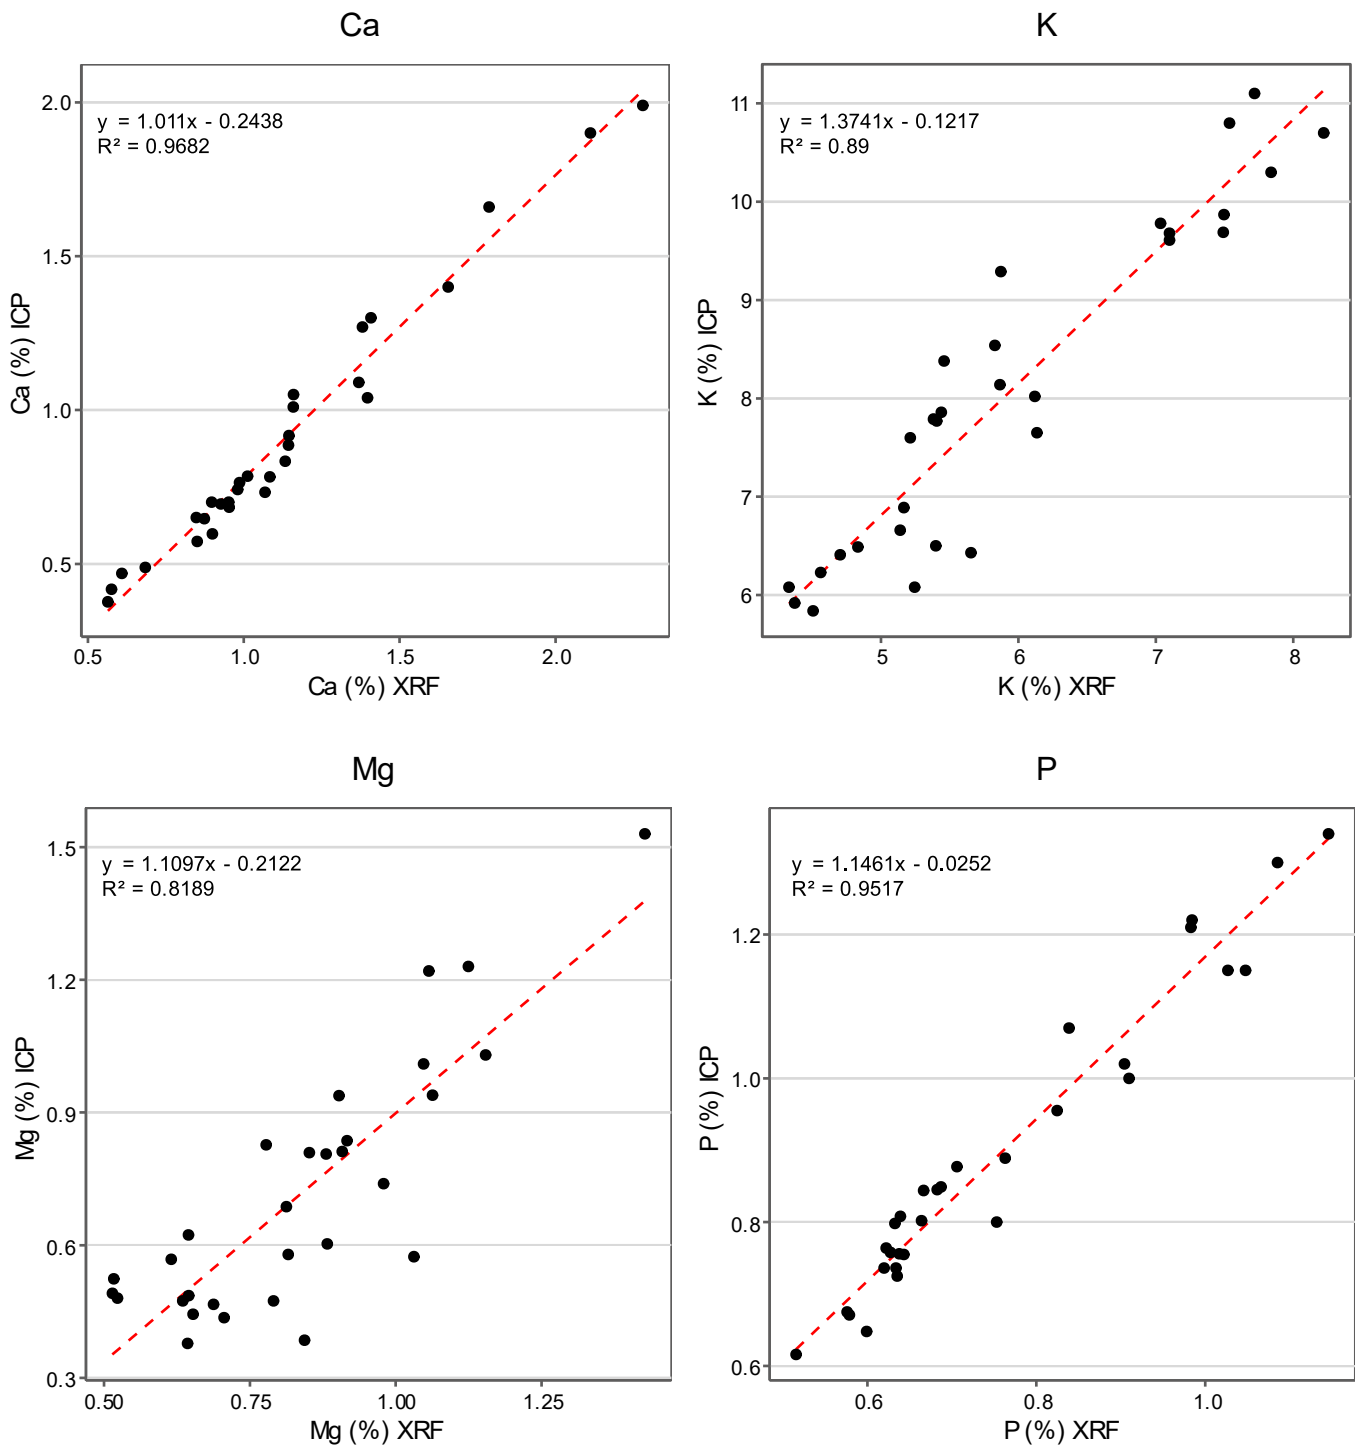 Ca
y = 1.011x - 0.2438
R² = 0.9682
2.0
1.5
1.0
0.5
Ca (%) ICP
0.5 1.0 1.5 2.0
Ca (%) XRF
K
y = 1.3741x - 0.1217
R² = 0.89
11
10
9
8
7
6
K (%) ICP
5 6 7 8
K (%) XRF
Mg
y = 1.1097x - 0.2122
R² = 0.8189
1.5
1.2
0.9
0.6
0.3
Mg (%) ICP
0.50 0.75 1.00 1.25
Mg (%) XRF
P
y = 1.1461x - 0.0252
R² = 0.9517
1.2
1.0
0.8
0.6
P (%) ICP
0.6 0.8 1.0
P (%) XRF